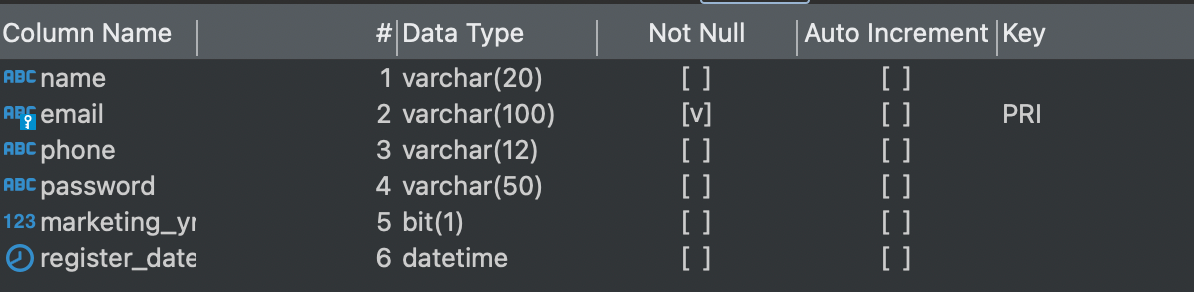 Column Name # Data Type Not Null Auto Increment Key
ABC name 1 varchar(20) [ ] [ ]
ABC email 2 varchar(100) [v] [ ] PRI
ABC phone 3 varchar(12) [ ] [ ]
ABC password 4 varchar(50) [ ] [ ]
123 marketing_yn 5 bit(1) [ ] [ ]
register_date 6 datetime [ ] [ ]